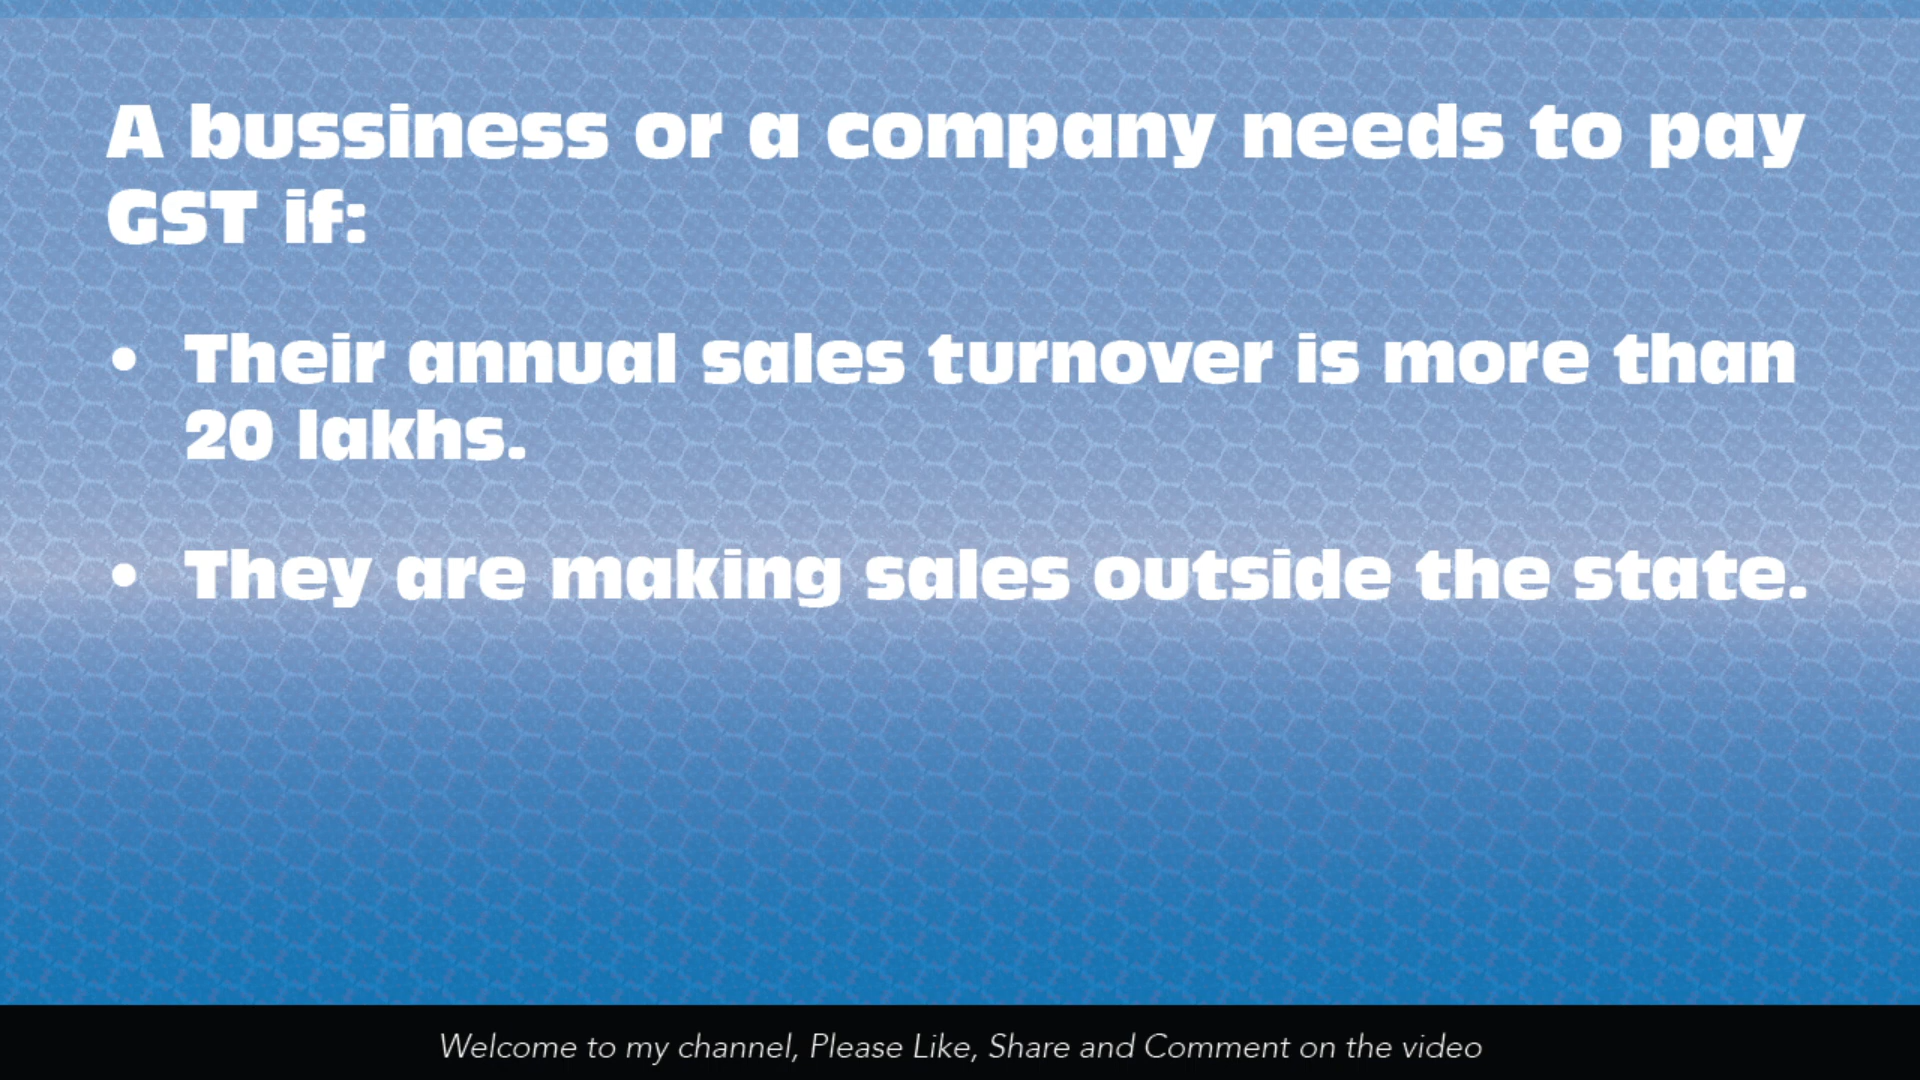 A bussiness or a company needs to pay
GST if:
• Their annual sales turnover is more than
20 lakhs.
• They are making sales outside the state.
Welcome to my channel, Please Like, Share and Comment on the video